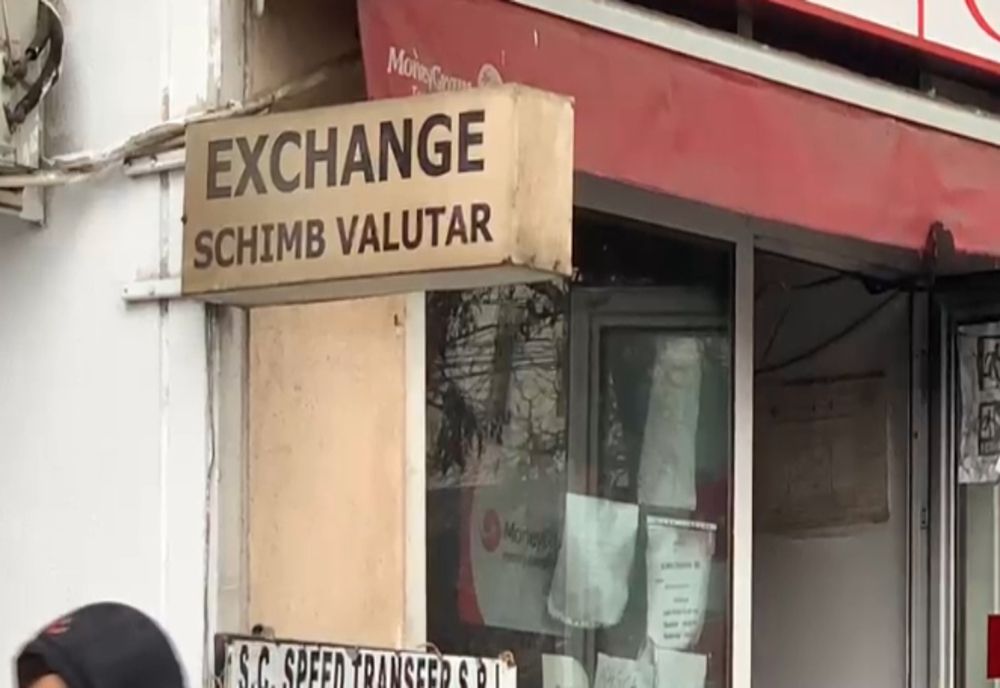 MoneyGram
EXCHANGE
SCHIMB VALUTAR
S.C. SPEED TRANSFER S.R.L